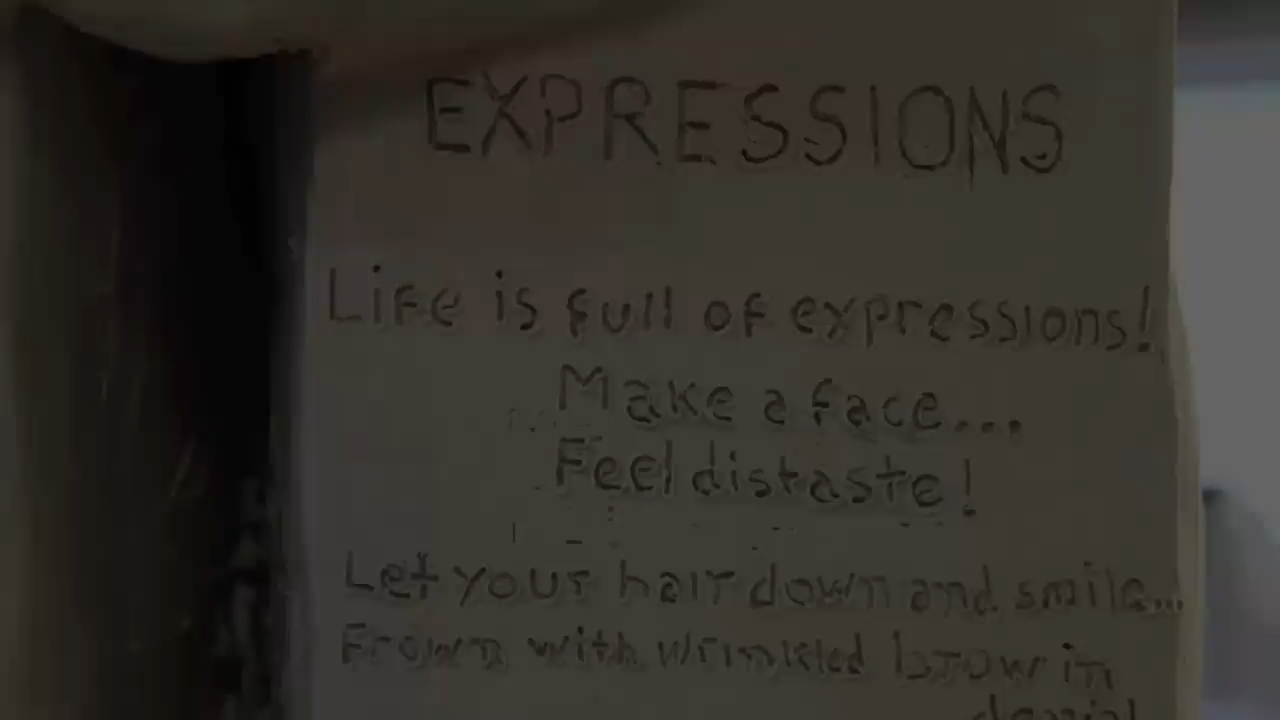 EXPRESSIONS
Life is full of expressions!
Make a face...
Feel distaste!
Let your hair down and smile...
Frown with wrinkled brow in
denial